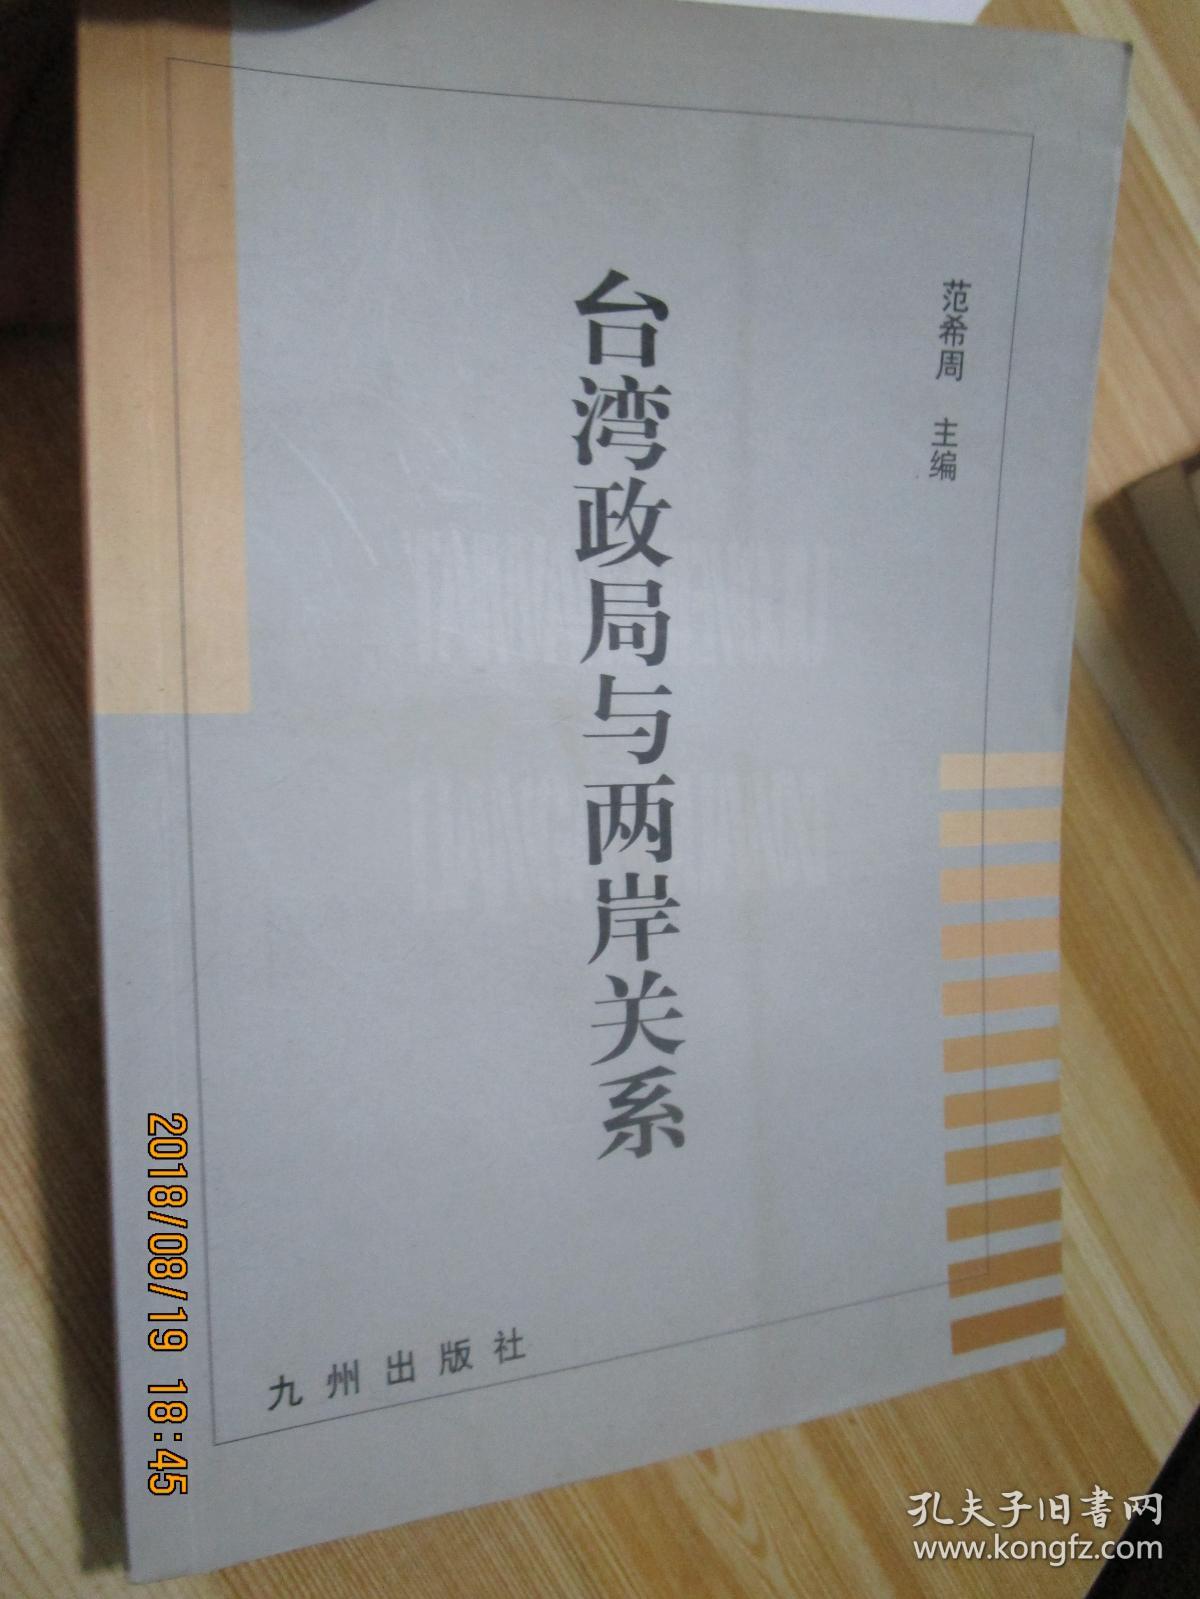 范希周 主编
台湾政局与两岸关系
九州出版社
2018/08/19 18:45
孔夫子旧书网
www.kongfz.com